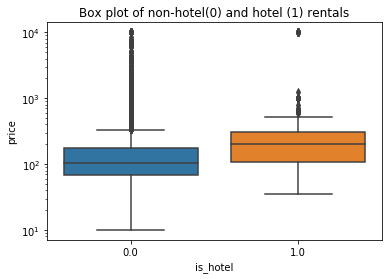 Box plot of non-hotel(0) and hotel (1) rentals
10⁴
10³
10²
10¹
price
0.0 1.0
is_hotel